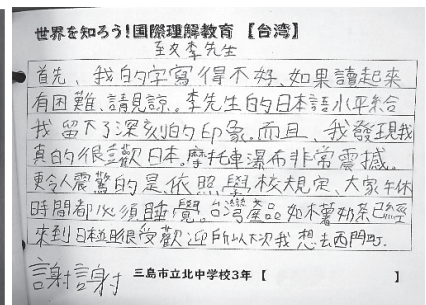 世界を知ろう!国際理解教育 【台湾】
至久李先生
首先、我的字寫得不好、如果讀起來
有困難、請見諒。李先生的日本語水平給
我留下了深刻的印象。而且、我發現我
真的很喜歡日本。摩托車瀑布非常震撼。
更令人震驚的是依照學校規定、大家午休
時間都必須睡覺。台灣產品如木薯奶茶已經
來到日本並很受歡迎所以下次我想去西門町。
謝謝 三島市立北中学校3年【 】